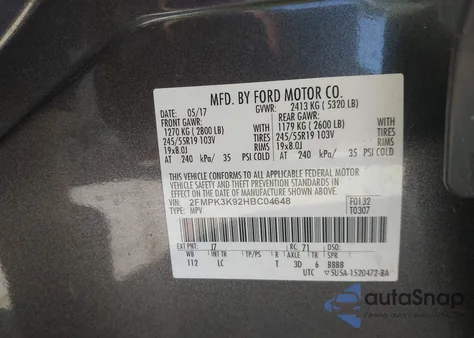 MFD. BY FORD MOTOR CO.
DATE: 05/17 GVWR: 2413 KG ( 5320 LB)
FRONT GAWR: REAR GAWR:
1270 KG ( 2800 LB) WITH 1179 KG ( 2600 LB) WITH
245/55R19 103V TIRES 245/55R19 103V TIRES
19x8.0J RIMS 19x8.0J RIMS
AT 240 kPa/ 35 PSI COLD AT 240 kPa/ 35 PSI COLD
THIS VEHICLE CONFORMS TO ALL APPLICABLE FEDERAL MOTOR
VEHICLE SAFETY AND THEFT PREVENTION STANDARDS IN
EFFECT ON THE DATE OF MANUFACTURE SHOWN ABOVE.
VIN: 2FMPK3K92HBC04648 F0132
TYPE: MPV T0307
EXT PNT: J7 RC: 71 DSO:
WB INT TR TP/PS R AXLE TR SPR
112 LC T 3D 6 BBBB
UTC ▽5U5A-1520472-BA
autoSnap